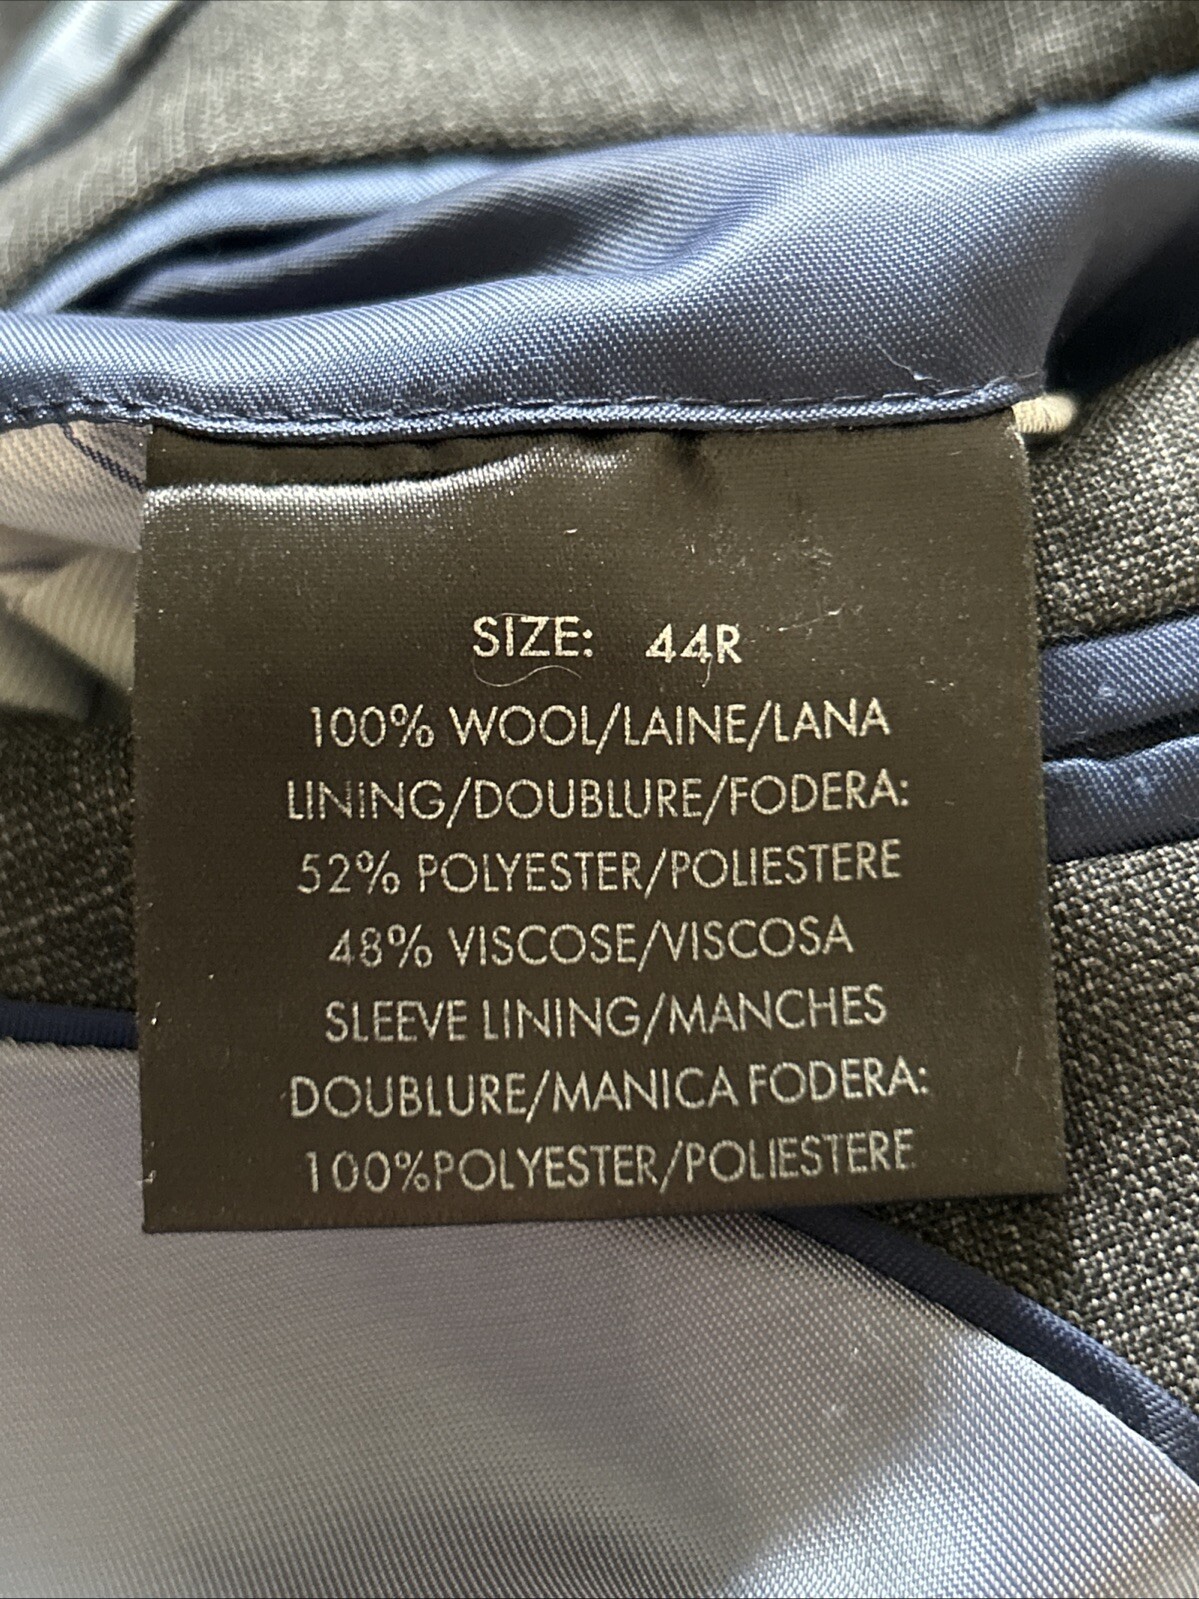 SIZE: 44R
100% WOOL/LAINE/LANA
LINING/DOUBLURE/FODERA:
52% POLYESTER/POLIESTERE
48% VISCOSE/VISCOSA
SLEEVE LINING/MANCHES
DOUBLURE/MANICA FODERA:
100%POLYESTER/POLIESTERE